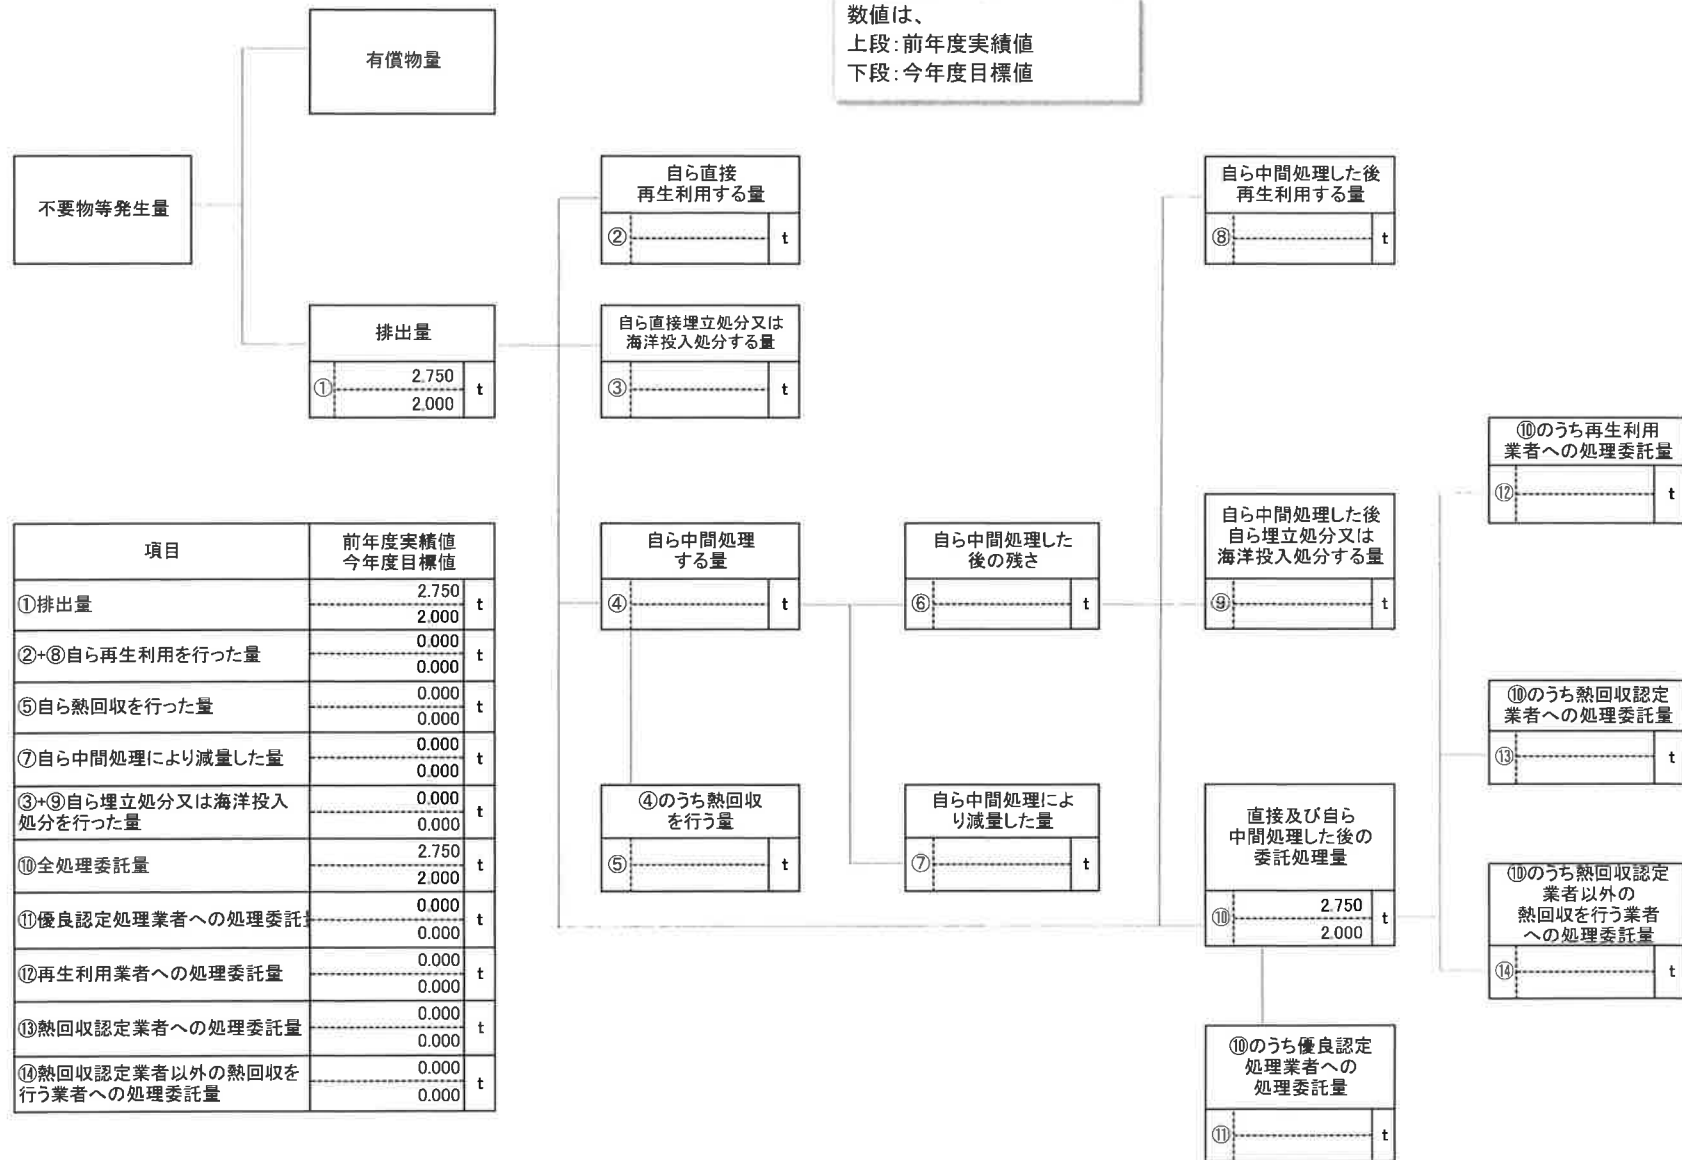 数値は、
上段:前年度実績値
下段:今年度目標値
有償物量
不要物等発生量
自ら直接
再生利用する量
② t
自ら中間処理した後
再生利用する量
⑧ t
排出量
① 2.750 t
2.000
自ら直接埋立処分又は
海洋投入処分する量
③ t
⑩のうち再生利用
業者への処理委託量
⑫ t
自ら中間処理
する量
④ t
自ら中間処理した
後の残さ
⑥ t
自ら中間処理した後
自ら埋立処分又は
海洋投入処分する量
⑨ t
⑩のうち熱回収認定
業者への処理委託量
⑬ t
④のうち熱回収
を行う量
⑤ t
自ら中間処理によ
り減量した量
⑦ t
直接及び自ら
中間処理した後の
委託処理量
⑩ 2.750 t
2.000
⑩のうち熱回収認定
業者以外の
熱回収を行う業者
への処理委託量
⑭ t
⑩のうち優良認定
処理業者への
処理委託量
⑪ t
項目 前年度実績値
今年度目標値
①排出量 2.750 t
2.000
②+⑧自ら再生利用を行った量 0.000 t
0.000
⑤自ら熱回収を行った量 0.000 t
0.000
⑦自ら中間処理により減量した量 0.000 t
0.000
③+⑨自ら埋立処分又は海洋投入
処分を行った量 0.000 t
0.000
⑩全処理委託量 2.750 t
2.000
⑪優良認定処理業者への処理委託 0.000 t
0.000
⑫再生利用業者への処理委託量 0.000 t
0.000
⑬熱回収認定業者への処理委託量 0.000 t
0.000
⑭熱回収認定業者以外の熱回収を
行う業者への処理委託量 0.000 t
0.000